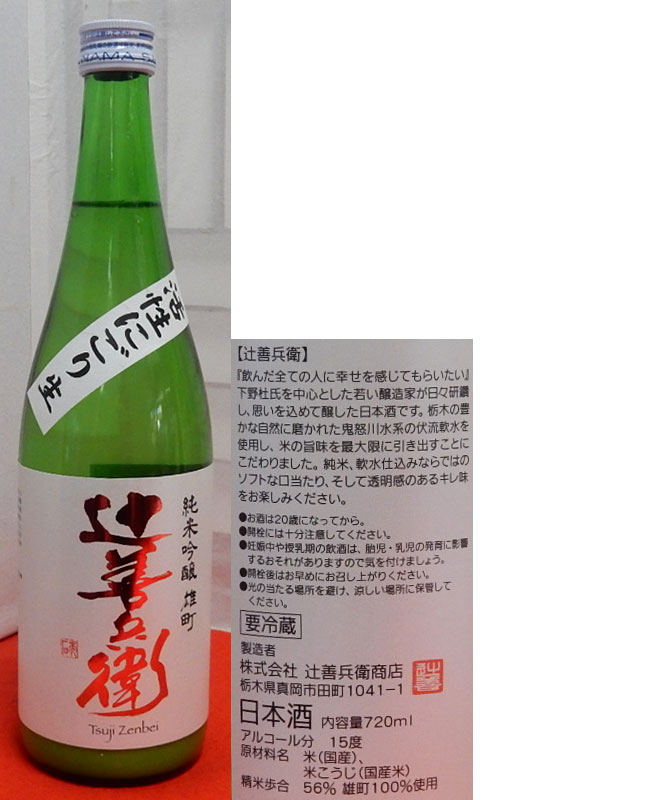 NAMA
活性にごり生
純米吟醸 雄町
辻善兵衛
Tsuji Zenbei
【辻善兵衛】
『飲んだ全ての人に幸せを感じてもらいたい』
下野杜氏を中心とした若い醸造家が日々研鑽
し、思いを込めて醸した日本酒です。栃木の豊
かな自然に磨かれた鬼怒川水系の伏流軟水を
使用し、米の旨味を最大限に引き出すことに
こだわりました。純米、軟水仕込みならではの
ソフトな口当たり、そして透明感のあるキレ味
をお楽しみください。
●お酒は20歳になってから。
●開栓には十分注意してください。
●妊娠中や授乳期の飲酒は、胎児・乳児の発育に影響
するおそれがありますので気を付けましょう。
●開栓後はお早めにお召し上がりください。
●光の当たる場所を避け、涼しい場所に保管して
ください。
要冷蔵
製造者
株式会社 辻善兵衛商店
辻善
栃木県真岡市田町1041-1
日本酒 内容量720ml
アルコール分 15度
原材料名 米(国産)、
米こうじ(国産米)
精米歩合 56% 雄町100%使用